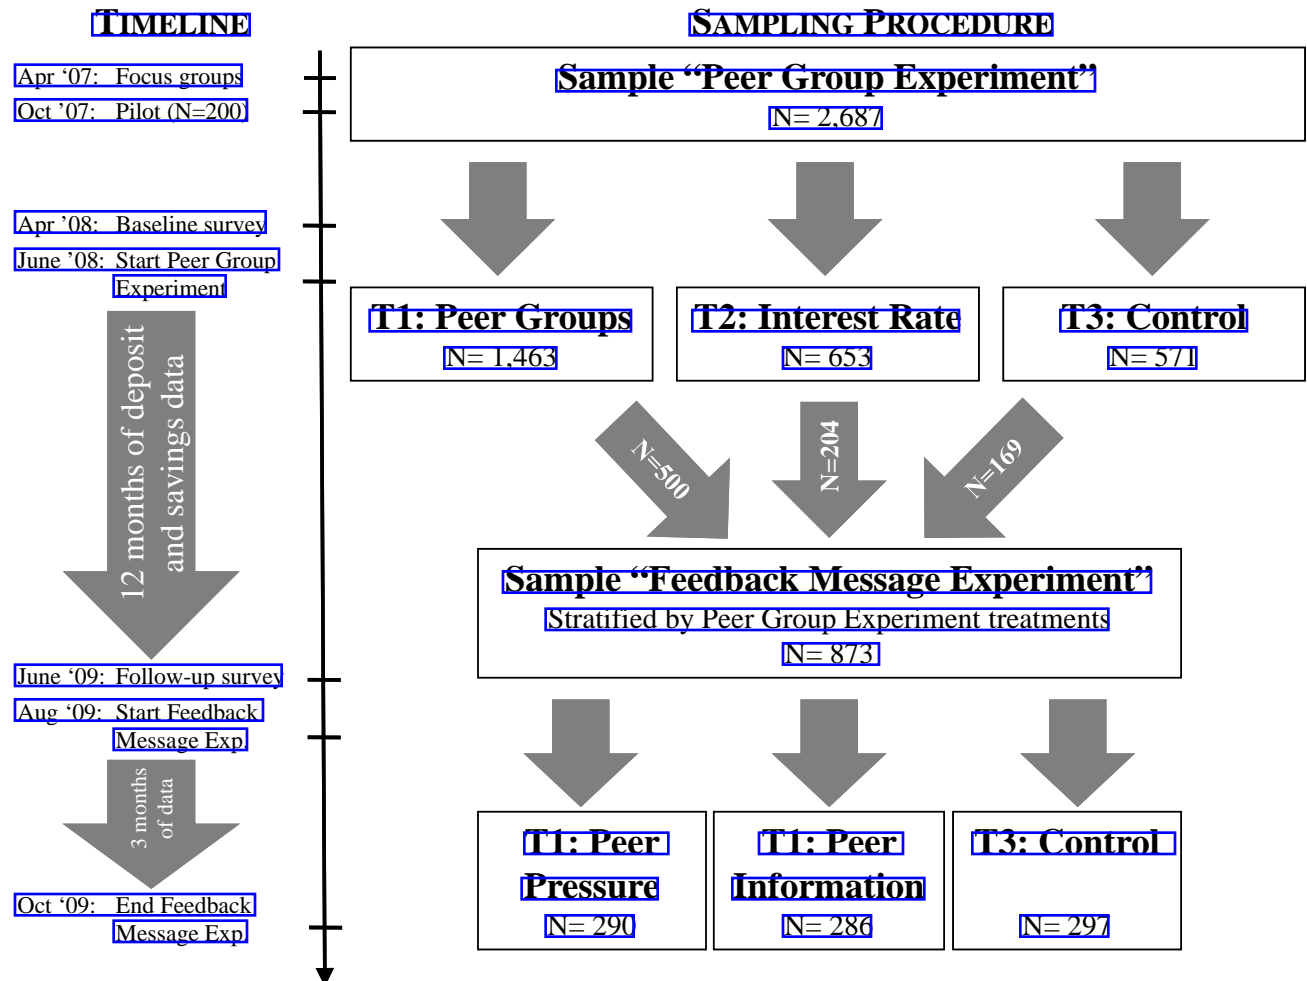 TIMELINE
Apr ‘07: Focus groups
Oct ’07: Pilot (N=200)
Apr ’08: Baseline survey
June ’08: Start Peer Group
Experiment
12 months of deposit
and savings data
June ‘09: Follow-up survey
Aug ‘09: Start Feedback
Message Exp.
3 months
of data
Oct ‘09: End Feedback
Message Exp.
SAMPLING PROCEDURE
Sample “Peer Group Experiment”
N= 2,687
T1: Peer Groups
N= 1,463
T2: Interest Rate
N= 653
T3: Control
N= 571
N=500
N=204
N=169
Sample “Feedback Message Experiment”
Stratified by Peer Group Experiment treatments
N= 873
T1: Peer
Pressure
N= 290
T1: Peer
Information
N= 286
T3: Control
N= 297